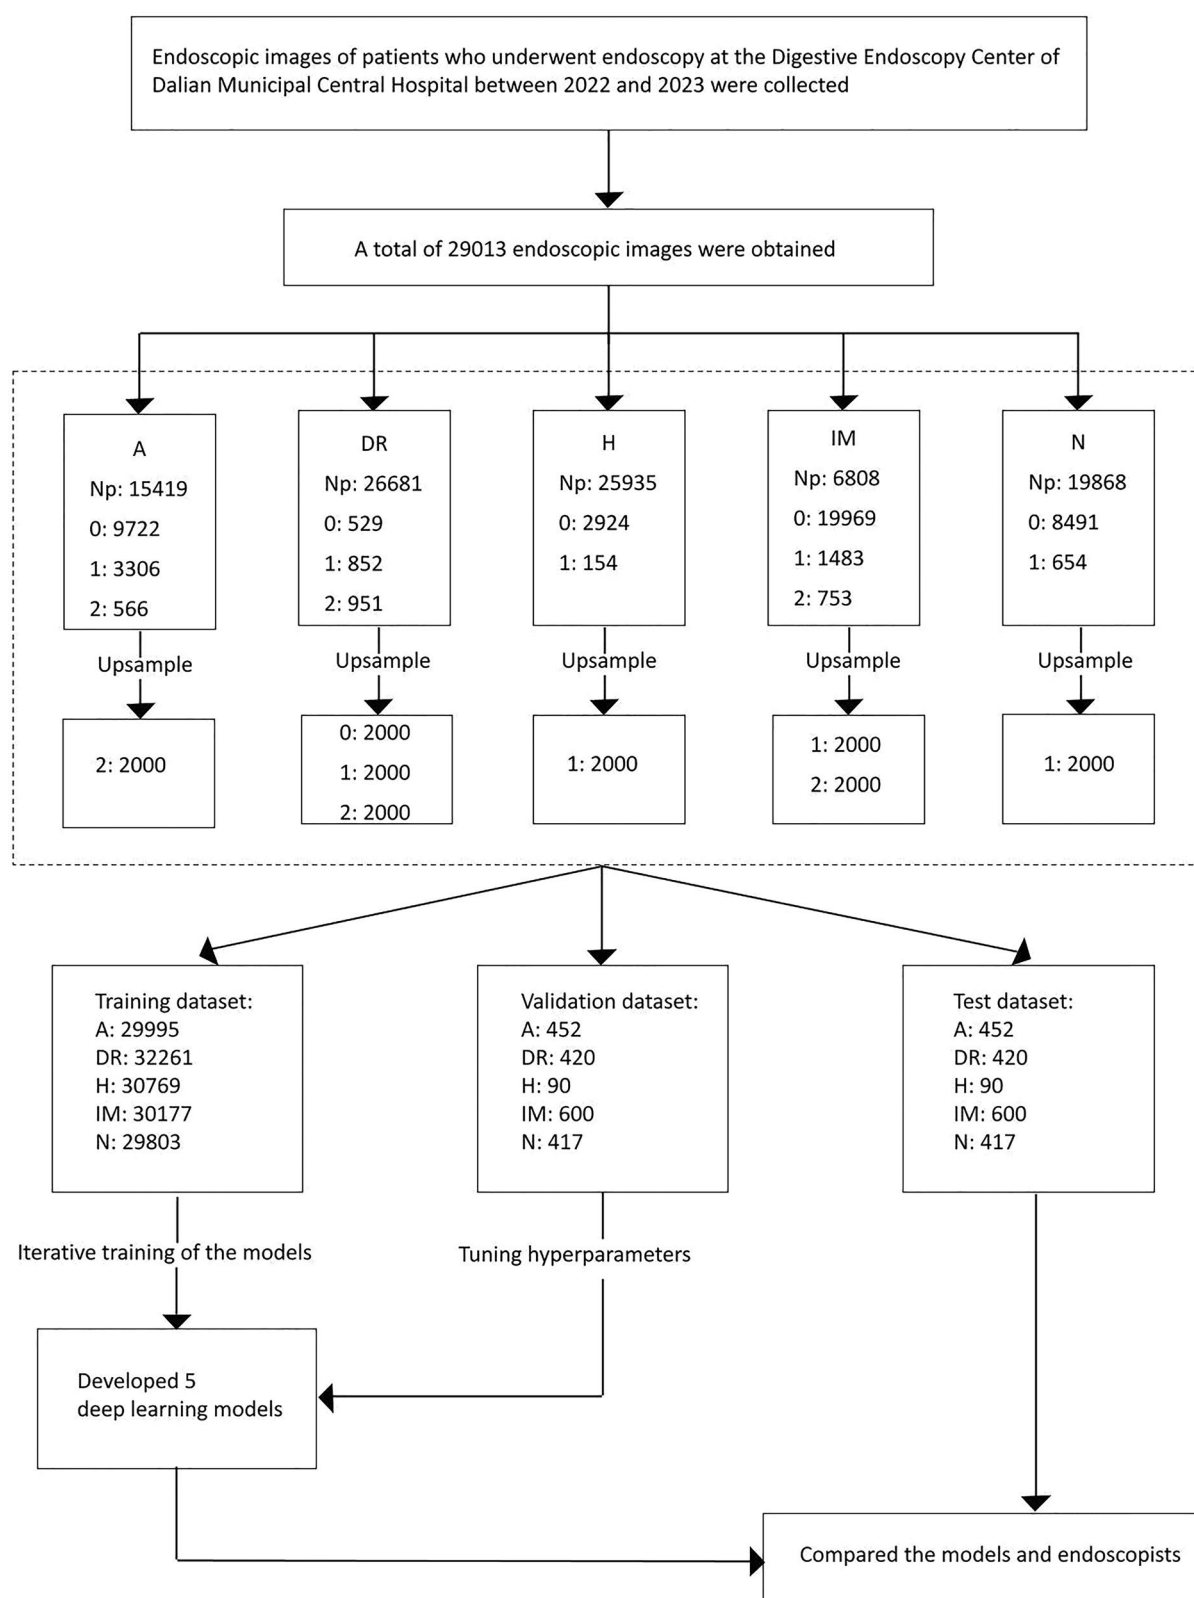 Endoscopic images of patients who underwent endoscopy at the Digestive Endoscopy Center of
Dalian Municipal Central Hospital between 2022 and 2023 were collected
A total of 29013 endoscopic images were obtained
A
Np: 15419
0: 9722
1: 3306
2: 566
DR
Np: 26681
0: 529
1: 852
2: 951
H
Np: 25935
0: 2924
1: 154
IM
Np: 6808
0: 19969
1: 1483
2: 753
N
Np: 19868
0: 8491
1: 654
Upsample
Upsample
Upsample
Upsample
Upsample
2: 2000
0: 2000
1: 2000
2: 2000
1: 2000
1: 2000
2: 2000
1: 2000
Training dataset:
A: 29995
DR: 32261
H: 30769
IM: 30177
N: 29803
Validation dataset:
A: 452
DR: 420
H: 90
IM: 600
N: 417
Test dataset:
A: 452
DR: 420
H: 90
IM: 600
N: 417
Iterative training of the models
Tuning hyperparameters
Developed 5
deep learning models
Compared the models and endoscopists